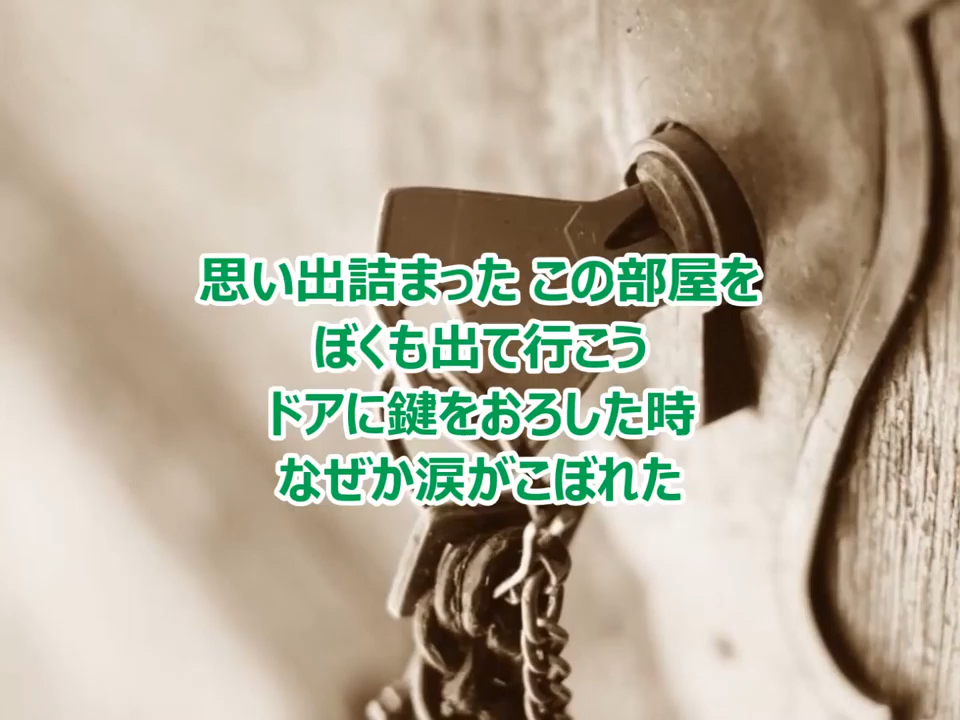 思い出詰まった この部屋を
ぼくも出て行こう
ドアに鍵をおろした時
なぜか涙がこぼれた